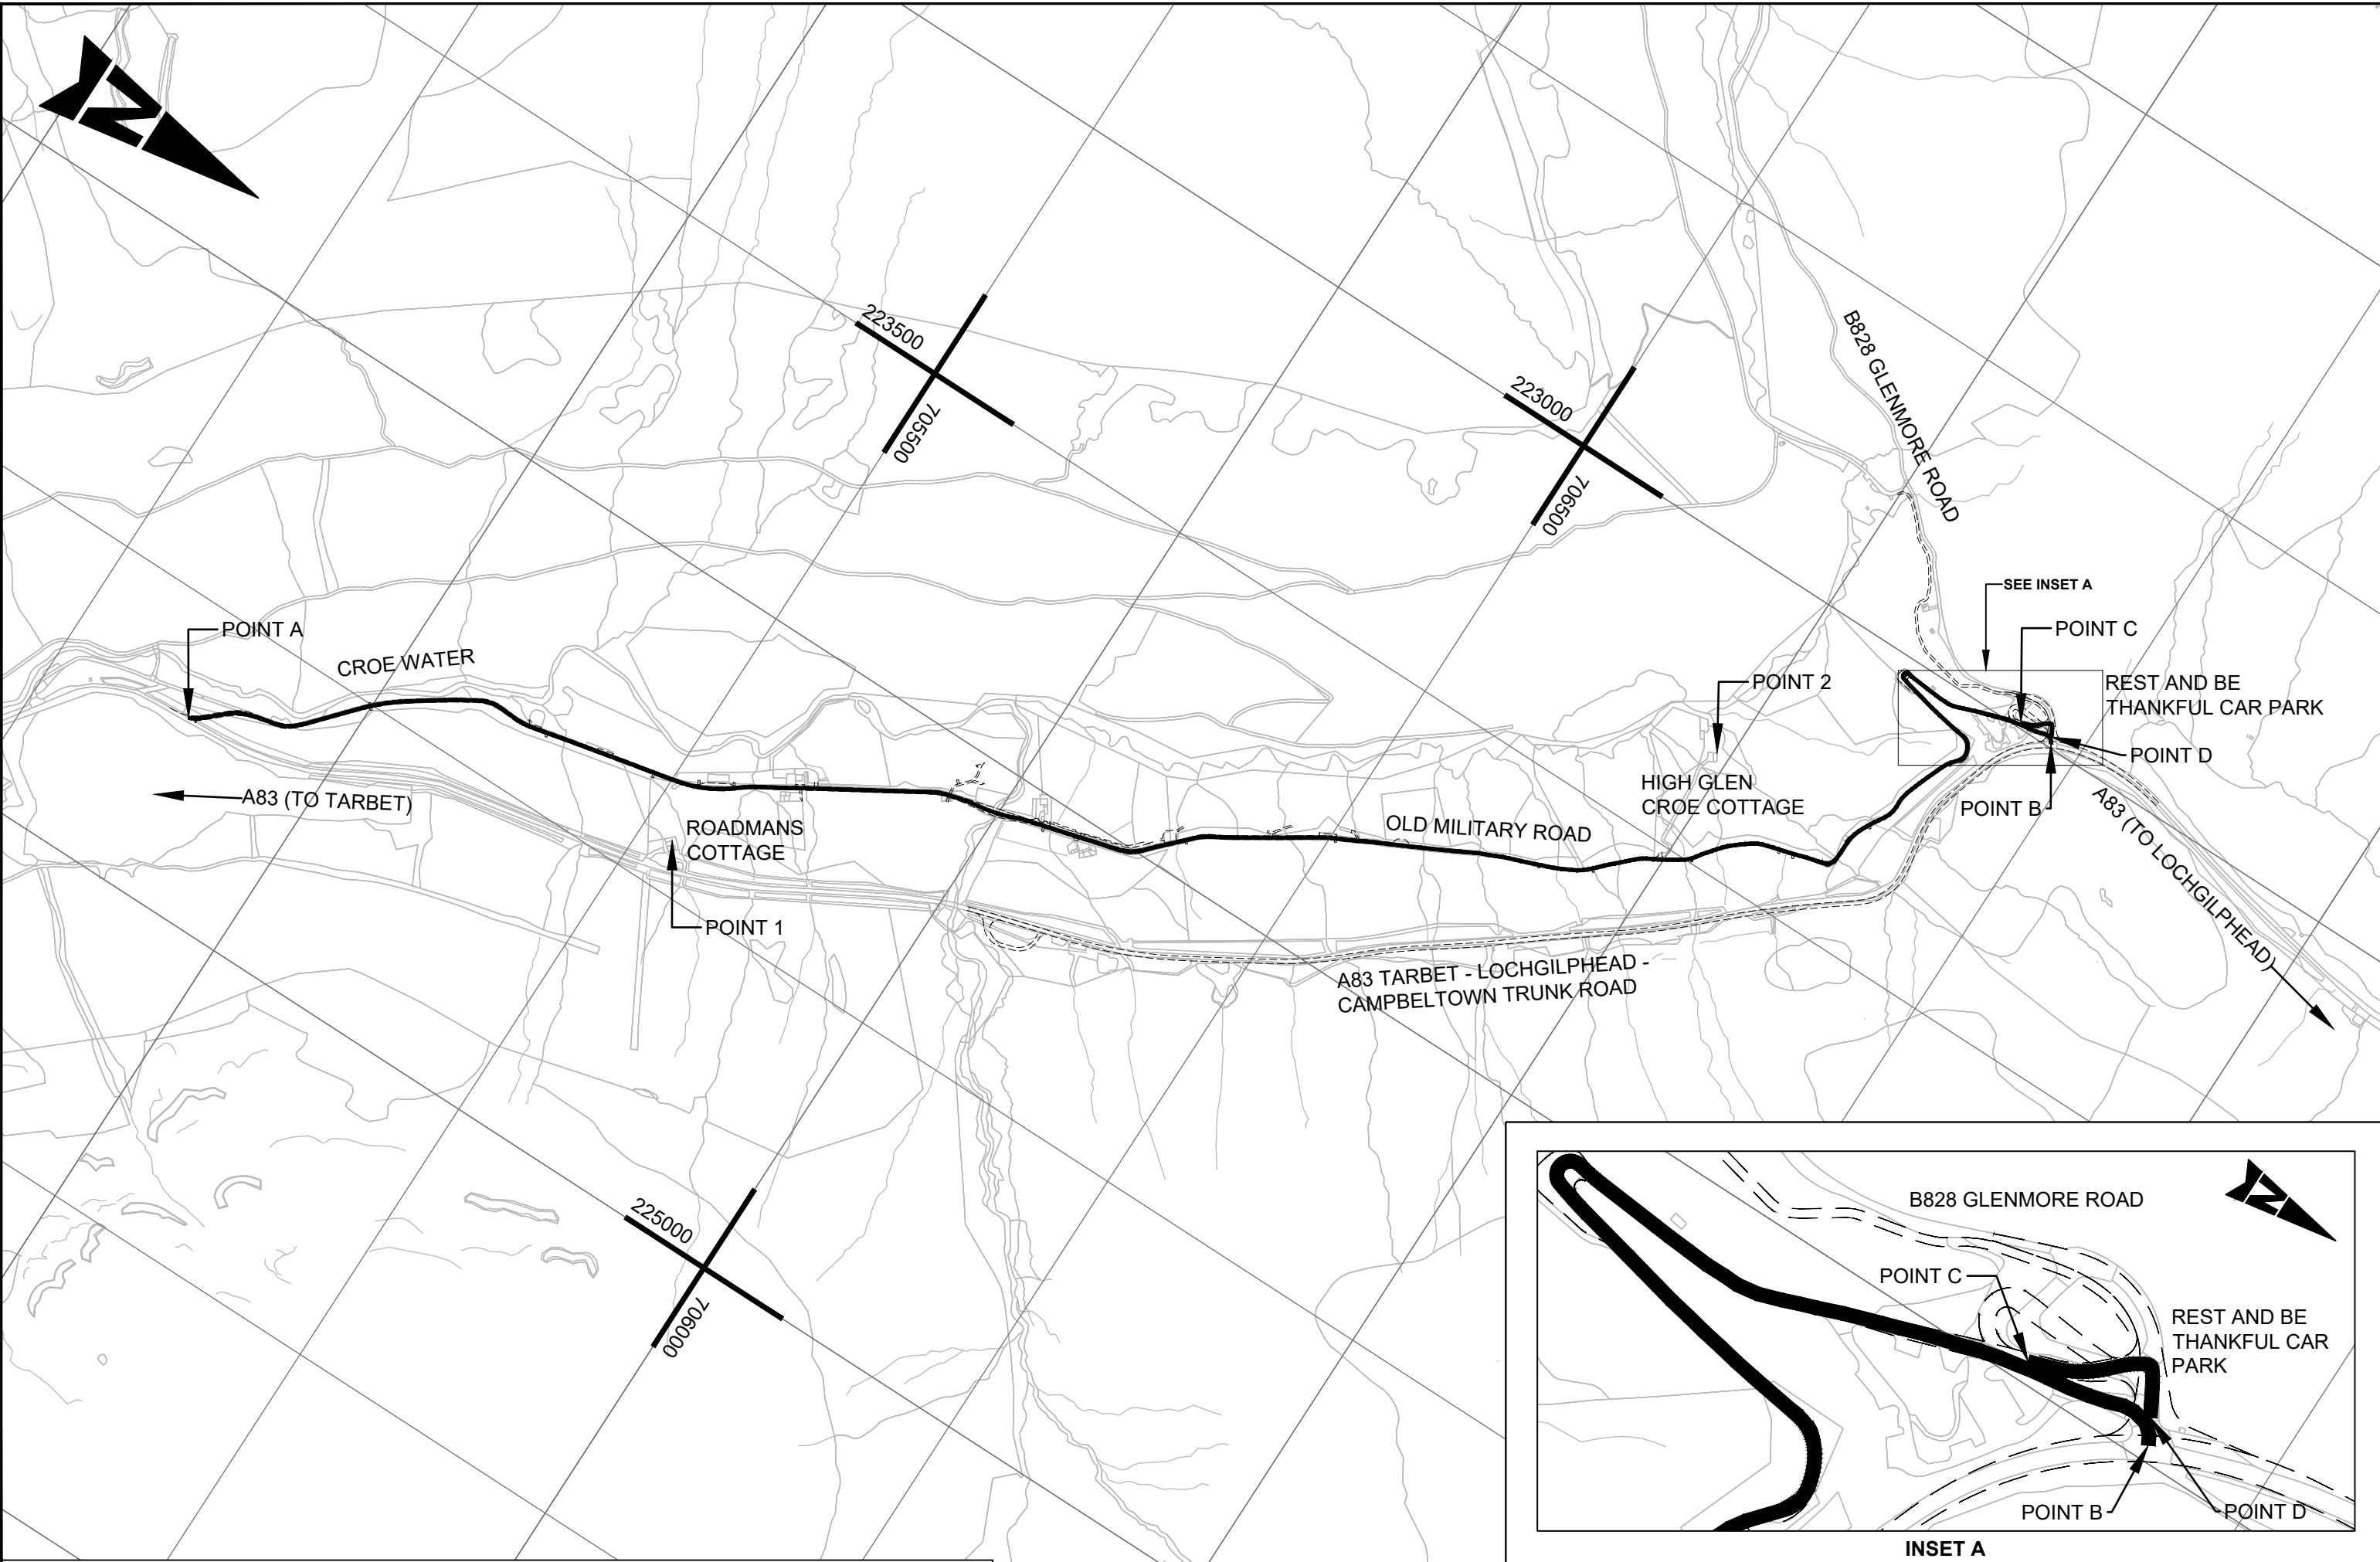 N
223500
705500
223000
706500
B828 GLENMORE ROAD
SEE INSET A
POINT A
POINT C
CROE WATER
POINT 2
REST AND BE
THANKFUL CAR PARK
POINT D
A83 (TO TARBET)
HIGH GLEN
CROE COTTAGE
POINT B
ROADMANS
COTTAGE
OLD MILITARY ROAD
A83 (TO LOCHGILPHEAD)
POINT 1
A83 TARBET - LOCHGILPHEAD -
CAMPBELTOWN TRUNK ROAD
225000
706000
N
B828 GLENMORE ROAD
POINT C
REST AND BE
THANKFUL CAR
PARK
POINT B
POINT D
INSET A